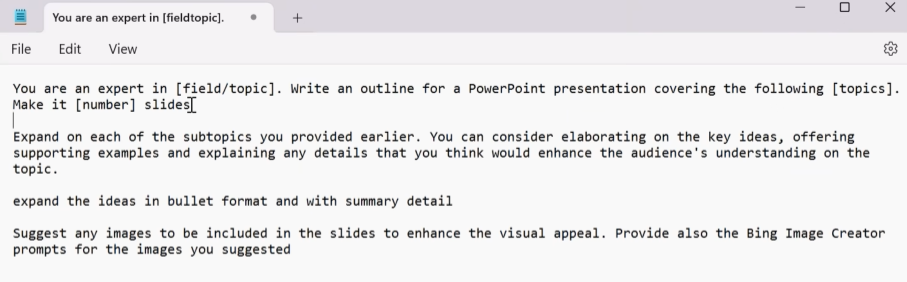 You are an expert in [fieldtopic].
File Edit View
You are an expert in [field/topic]. Write an outline for a PowerPoint presentation covering the following [topics].
Make it [number] slides
Expand on each of the subtopics you provided earlier. You can consider elaborating on the key ideas, offering
supporting examples and explaining any details that you think would enhance the audience's understanding on the
topic.
expand the ideas in bullet format and with summary detail
Suggest any images to be included in the slides to enhance the visual appeal. Provide also the Bing Image Creator
prompts for the images you suggested